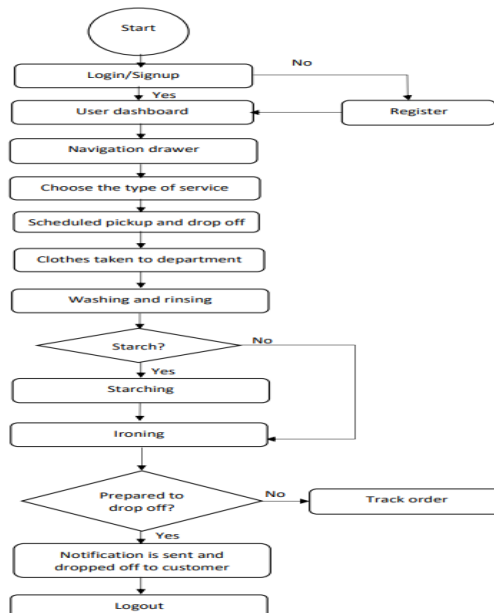 Start
Login/Signup
No
Yes
User dashboard
Register
Navigation drawer
Choose the type of service
Scheduled pickup and drop off
Clothes taken to department
Washing and rinsing
Starch?
No
Yes
Starching
Ironing
Prepared to
drop off?
No
Track order
Yes
Notification is sent and
dropped off to customer
Logout